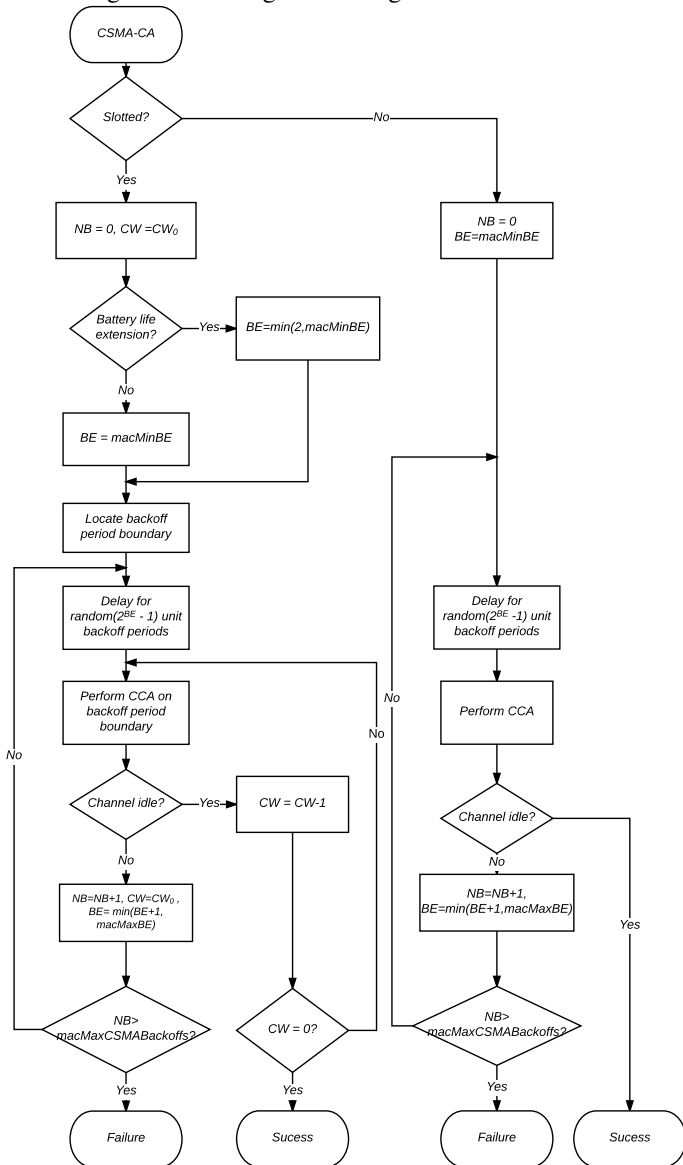 CSMA-CA
Slotted?
No
Yes
NB = 0, CW =CW0
NB = 0
BE=macMinBE
Battery life
extension?
Yes
BE=min(2,macMinBE)
No
BE = macMinBE
Locate backoff
period boundary
Delay for
random(2^BE - 1) unit
backoff periods
Delay for
random(2^BE -1) unit
backoff periods
Perform CCA on
backoff period
boundary
No
No
No
Perform CCA
Channel idle?
Yes
CW = CW-1
Channel idle?
No
No
Yes
NB=NB+1, CW=CW0 ,
BE= min(BE+1,
macMaxBE)
NB=NB+1,
BE=min(BE+1,macMaxBE)
NB>
macMaxCSMABackoffs?
CW = 0?
NB>
macMaxCSMABackoffs?
Yes
Yes
Yes
Failure
Sucess
Failure
Sucess